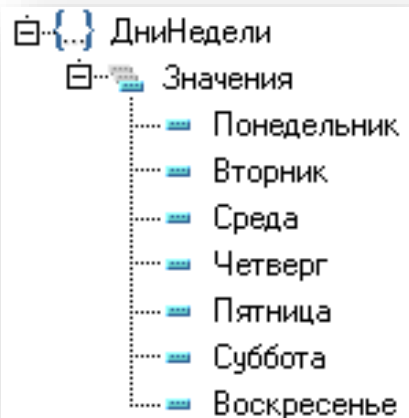 {...} ДниНедели
Значения
Понедельник
Вторник
Среда
Четверг
Пятница
Суббота
Воскресенье